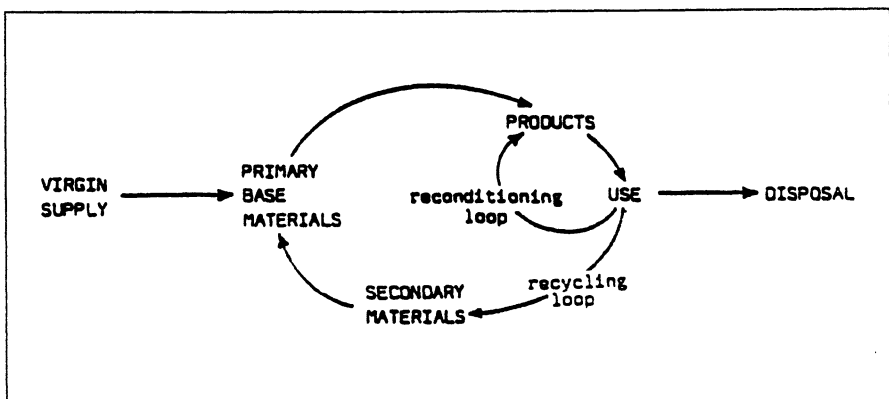 VIRGIN
SUPPLY
PRIMARY
BASE
MATERIALS
PRODUCTS
reconditioning
loop
USE
DISPOSAL
recycling
loop
SECONDARY
MATERIALS